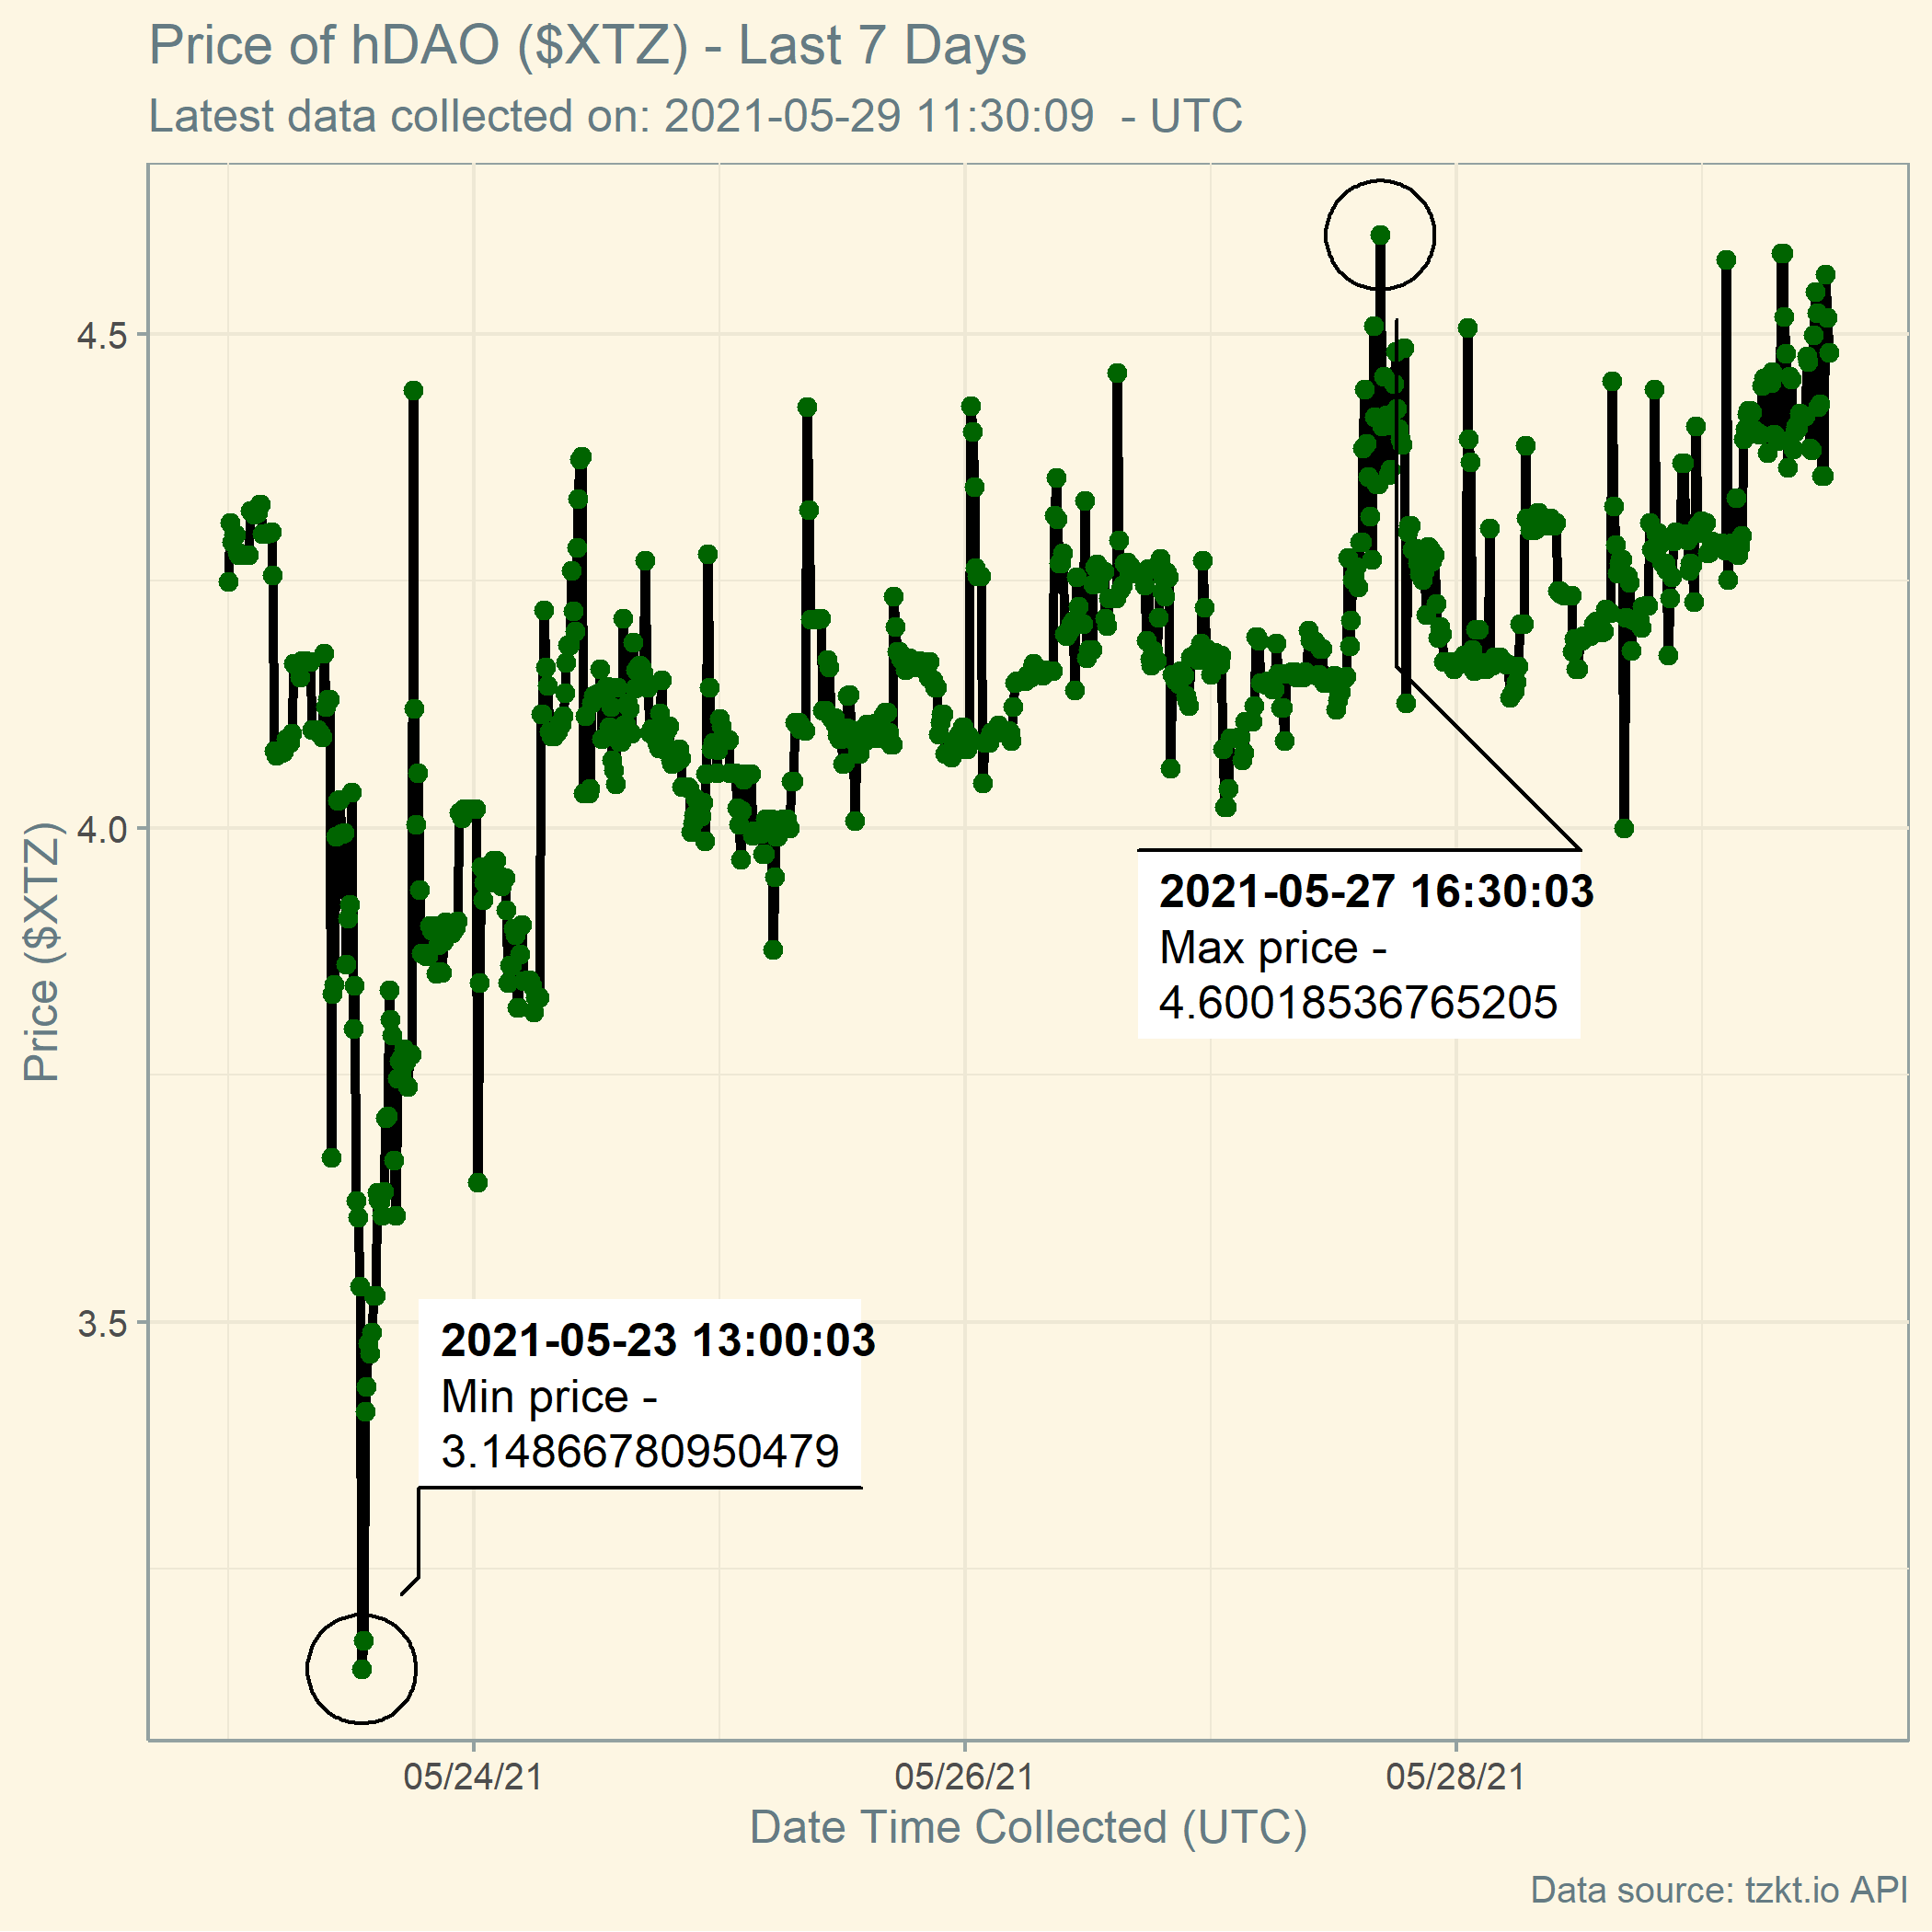 Price of hDAO ($XTZ) - Last 7 Days
Latest data collected on: 2021-05-29 11:30:09  - UTC
Price ($XTZ)
4.5
4.0
3.5
2021-05-27 16:30:03
Max price -
4.60018536765205
2021-05-23 13:00:03
Min price -
3.14866780950479
05/24/21
05/26/21
05/28/21
Date Time Collected (UTC)
Data source: tzkt.io API